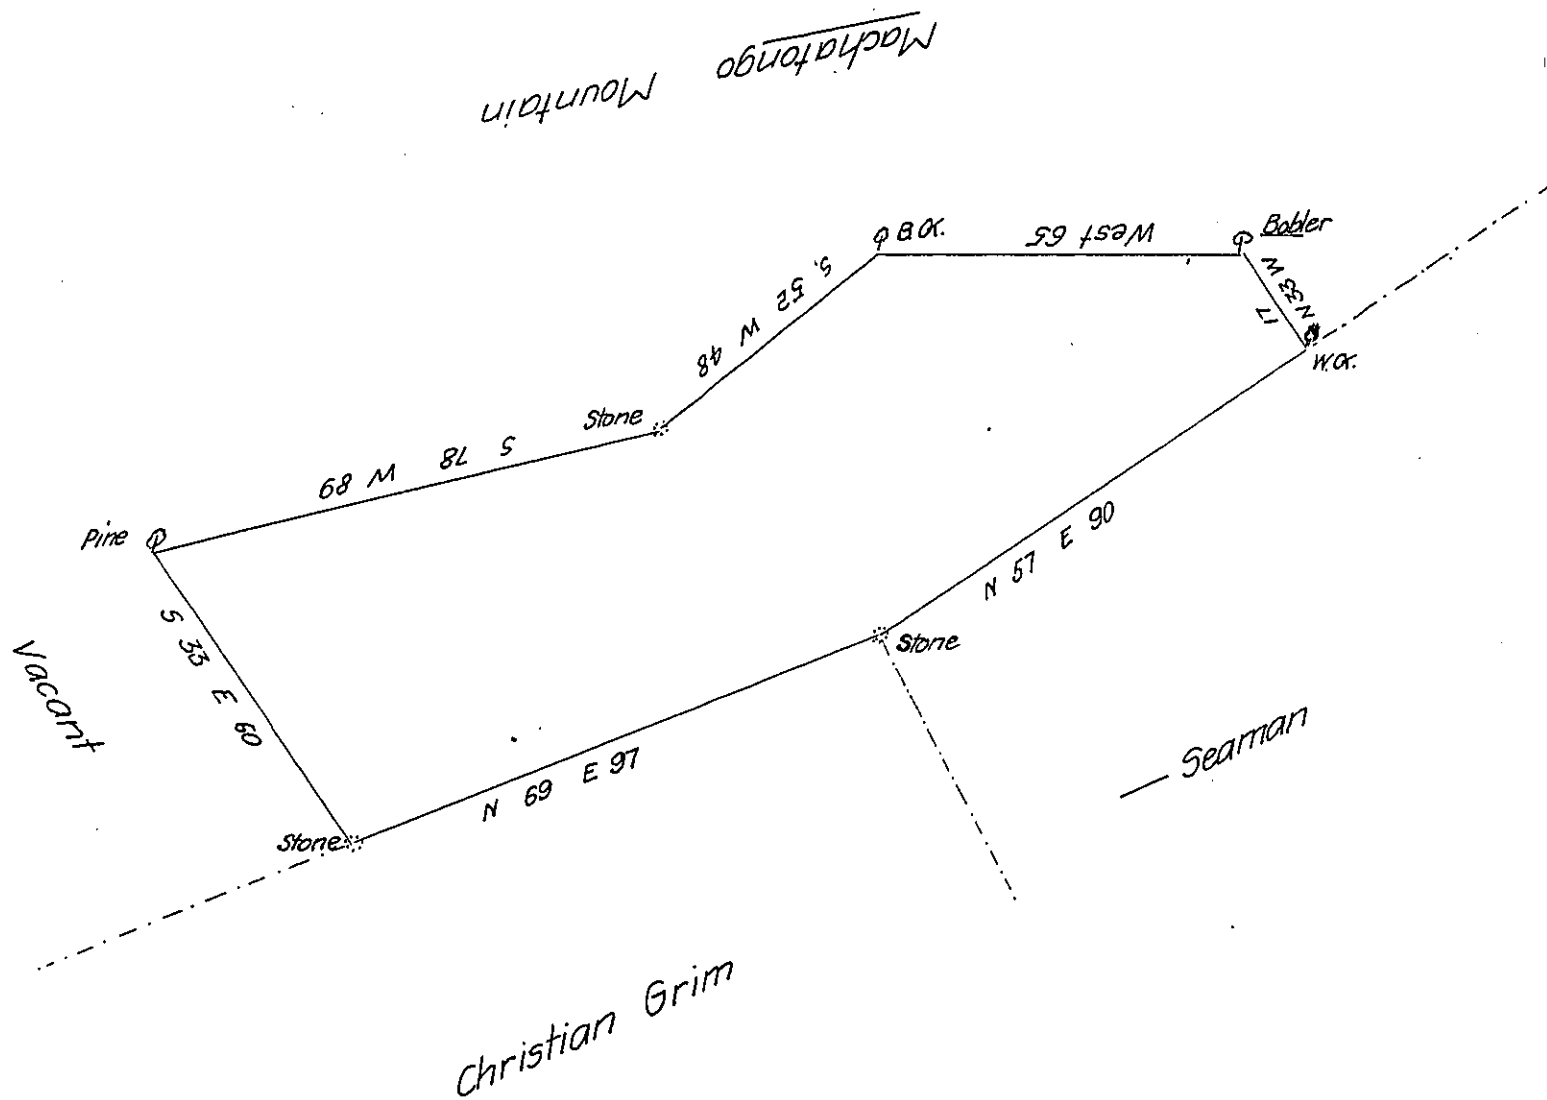 Machatongo Mountain
B.O.
West 65
Bobler
N 33 W
17
W.O.
S. 52 W 48
Stone
S 78 W 89
Pine
S 33 E 60
Vacant
Stone
N 69 E 97
Stone
N 57 E 90
Seaman
Christian Grim